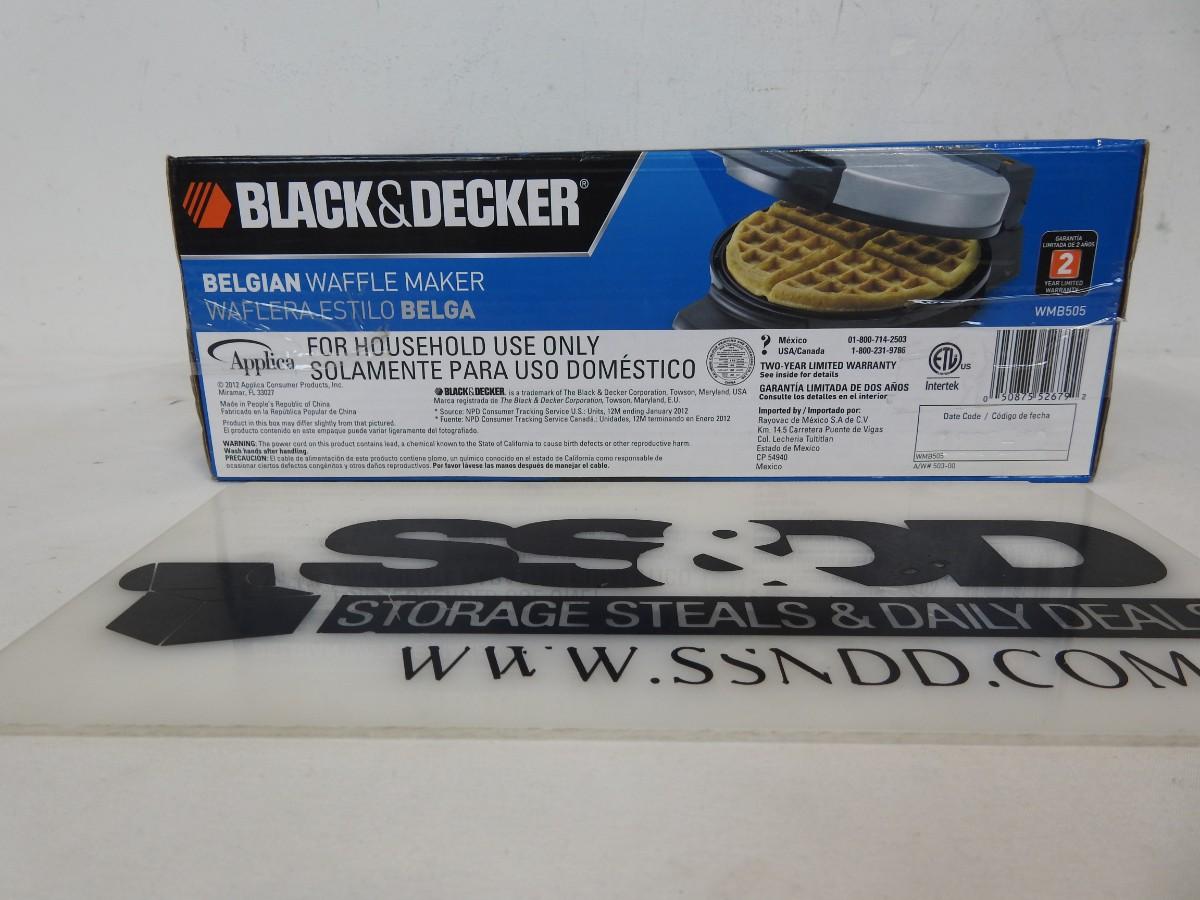 BLACK&DECKER®
BELGIAN WAFFLE MAKER
WAFLERA ESTILO BELGA
GARANTÍA
LIMITADA DE 2 AÑOS
2
YEAR LIMITED
WARRANTY
WMB505
Applica
FOR HOUSEHOLD USE ONLY
SOLAMENTE PARA USO DOMÉSTICO
© 2012 Applica Consumer Products, Inc.
Miramar, FL 33027
Made in People's Republic of China
Fabricado en la República Popular de China
Product in this box may differ slightly from that pictured.
El producto contenido en este empaque puede variar ligeramente del fotografiado.
BLACK&DECKER. is a trademark of The Black & Decker Corporation, Towson, Maryland, USA
Marca registrada de The Black & Decker Corporation, Towson, Maryland, E.U.
* Source: NPD Consumer Tracking Service U.S.: Units, 12M ending January 2012
* Fuente: NPD Consumer Tracking Service Canadá.: Unidades, 12M terminando en Enero 2012
WARNING: The power cord on this product contains lead, a chemical known to the State of California to cause birth defects or other reproductive harm.
Wash hands after handling.
PRECAUCIÓN: El cable de alimentación de este producto contiene plomo, un químico conocido en el estado de California como responsable de
ocasionar ciertos defectos congénitos y otros daños reproductivos. Por favor lávese las manos después de manejar el cable.
? México 01-800-714-2503
USA/Canada 1-800-231-9786
TWO-YEAR LIMITED WARRANTY
See inside for details
GARANTÍA LIMITADA DE DOS AÑOS
Consulte los detalles en el interior
Imported by / Importado por:
Rayovac de México S.A de C.V.
Km. 14.5 Carretera Puente de Vigas
Col. Lecheria Tultitlan
Estado de Mexico
CP 54940
Mexico
ETL US
Intertek
0 50875 52679 2
Date Code / Código de fecha
WMB505
A/W# 503-00
SS&DD
STORAGE STEALS & DAILY DEALS
WWW.SSNDD.COM